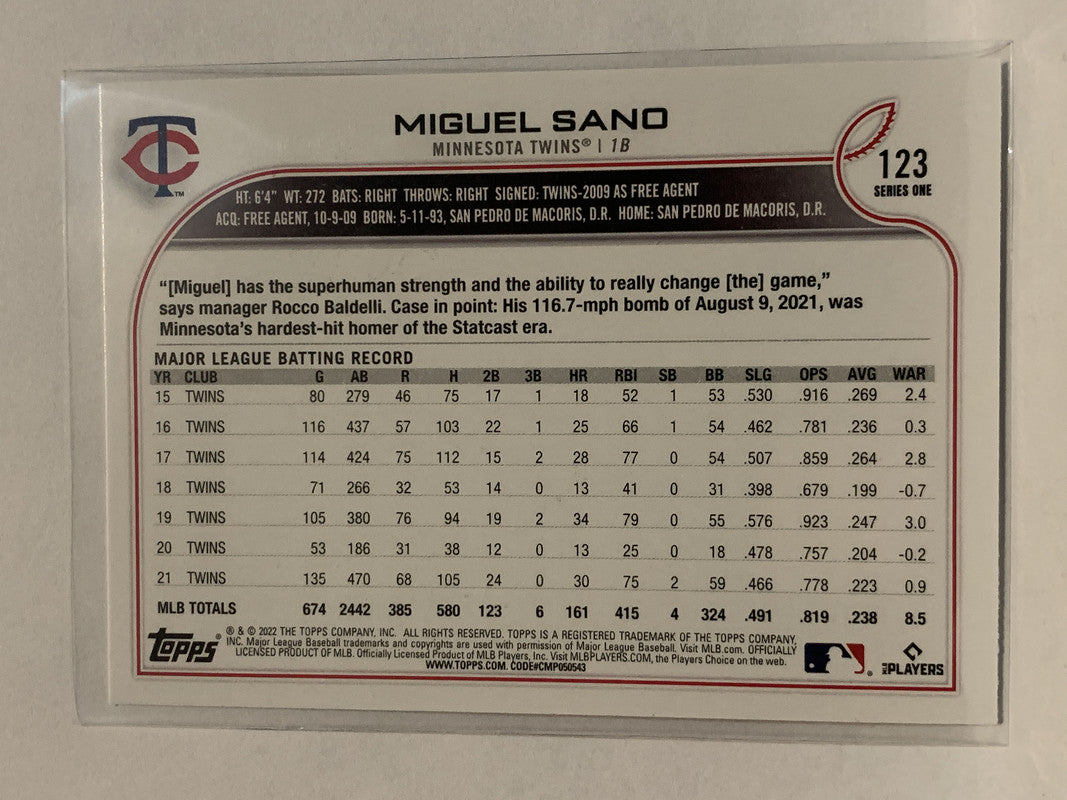 TC
™
MIGUEL SANO
MINNESOTA TWINS® | 1B
123
SERIES ONE
HT: 6'4" WT: 272 BATS: RIGHT THROWS: RIGHT SIGNED: TWINS-2009 AS FREE AGENT
ACQ: FREE AGENT, 10-9-09 BORN: 5-11-93, SAN PEDRO DE MACORIS, D.R. HOME: SAN PEDRO DE MACORIS, D.R.
"[Miguel] has the superhuman strength and the ability to really change [the] game,"
says manager Rocco Baldelli. Case in point: His 116.7-mph bomb of August 9, 2021, was
Minnesota's hardest-hit homer of the Statcast era.
MAJOR LEAGUE BATTING RECORD
YR CLUB G AB R H 2B 3B HR RBI SB BB SLG OPS AVG WAR
15 TWINS 80 279 46 75 17 1 18 52 1 53 .530 .916 .269 2.4
16 TWINS 116 437 57 103 22 1 25 66 1 54 .462 .781 .236 0.3
17 TWINS 114 424 75 112 15 2 28 77 0 54 .507 .859 .264 2.8
18 TWINS 71 266 32 53 14 0 13 41 0 31 .398 .679 .199 -0.7
19 TWINS 105 380 76 94 19 2 34 79 0 55 .576 .923 .247 3.0
20 TWINS 53 186 31 38 12 0 13 25 0 18 .478 .757 .204 -0.2
21 TWINS 135 470 68 105 24 0 30 75 2 59 .466 .778 .223 0.9
MLB TOTALS 674 2442 385 580 123 6 161 415 4 324 .491 .819 .238 8.5
Topps®
® & © 2022 THE TOPPS COMPANY, INC. ALL RIGHTS RESERVED. TOPPS IS A REGISTERED TRADEMARK OF THE TOPPS COMPANY,
INC. Major League Baseball trademarks and copyrights are used with permission of Major League Baseball. Visit MLB.com. OFFICIALLY
LICENSED PRODUCT OF MLB. Officially Licensed Product of MLB Players, Inc. Visit MLBPLAYERS.COM, the Players Choice on the web.
WWW.TOPPS.COM. CODE#CMP050543
®
MLB PLAYERS